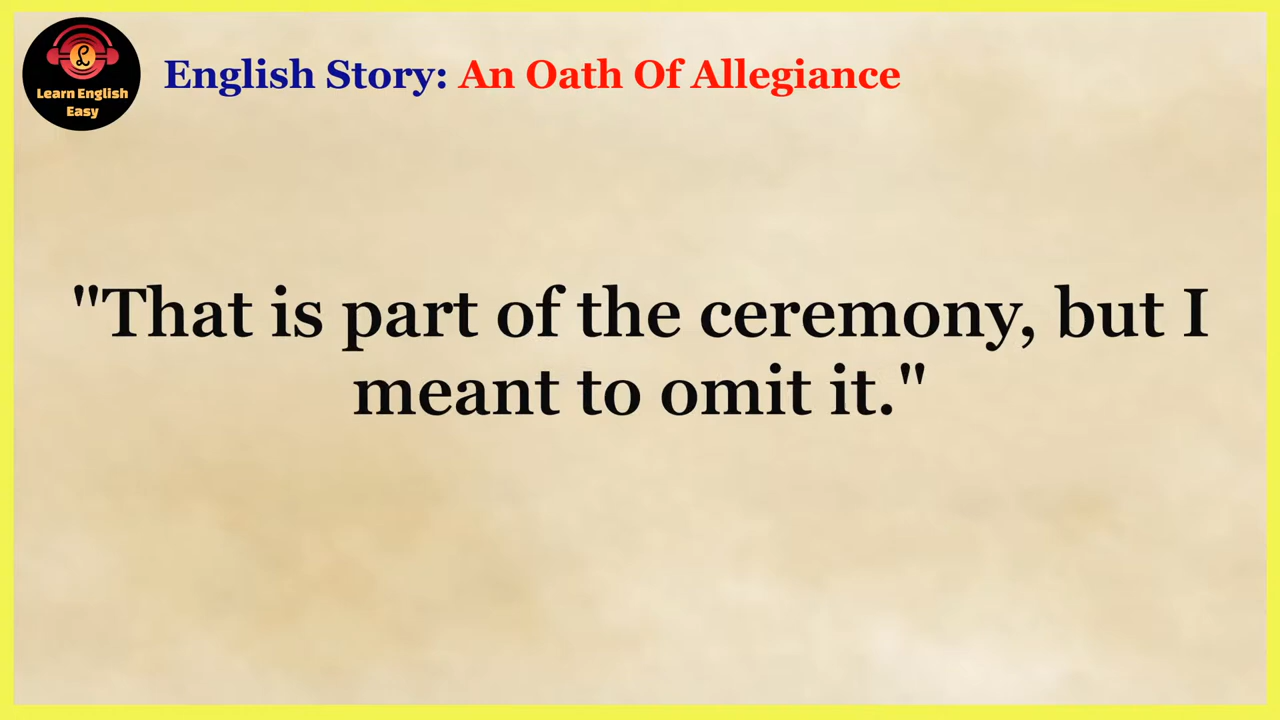 Learn English
Easy
English Story: An Oath Of Allegiance
"That is part of the ceremony, but I
meant to omit it."